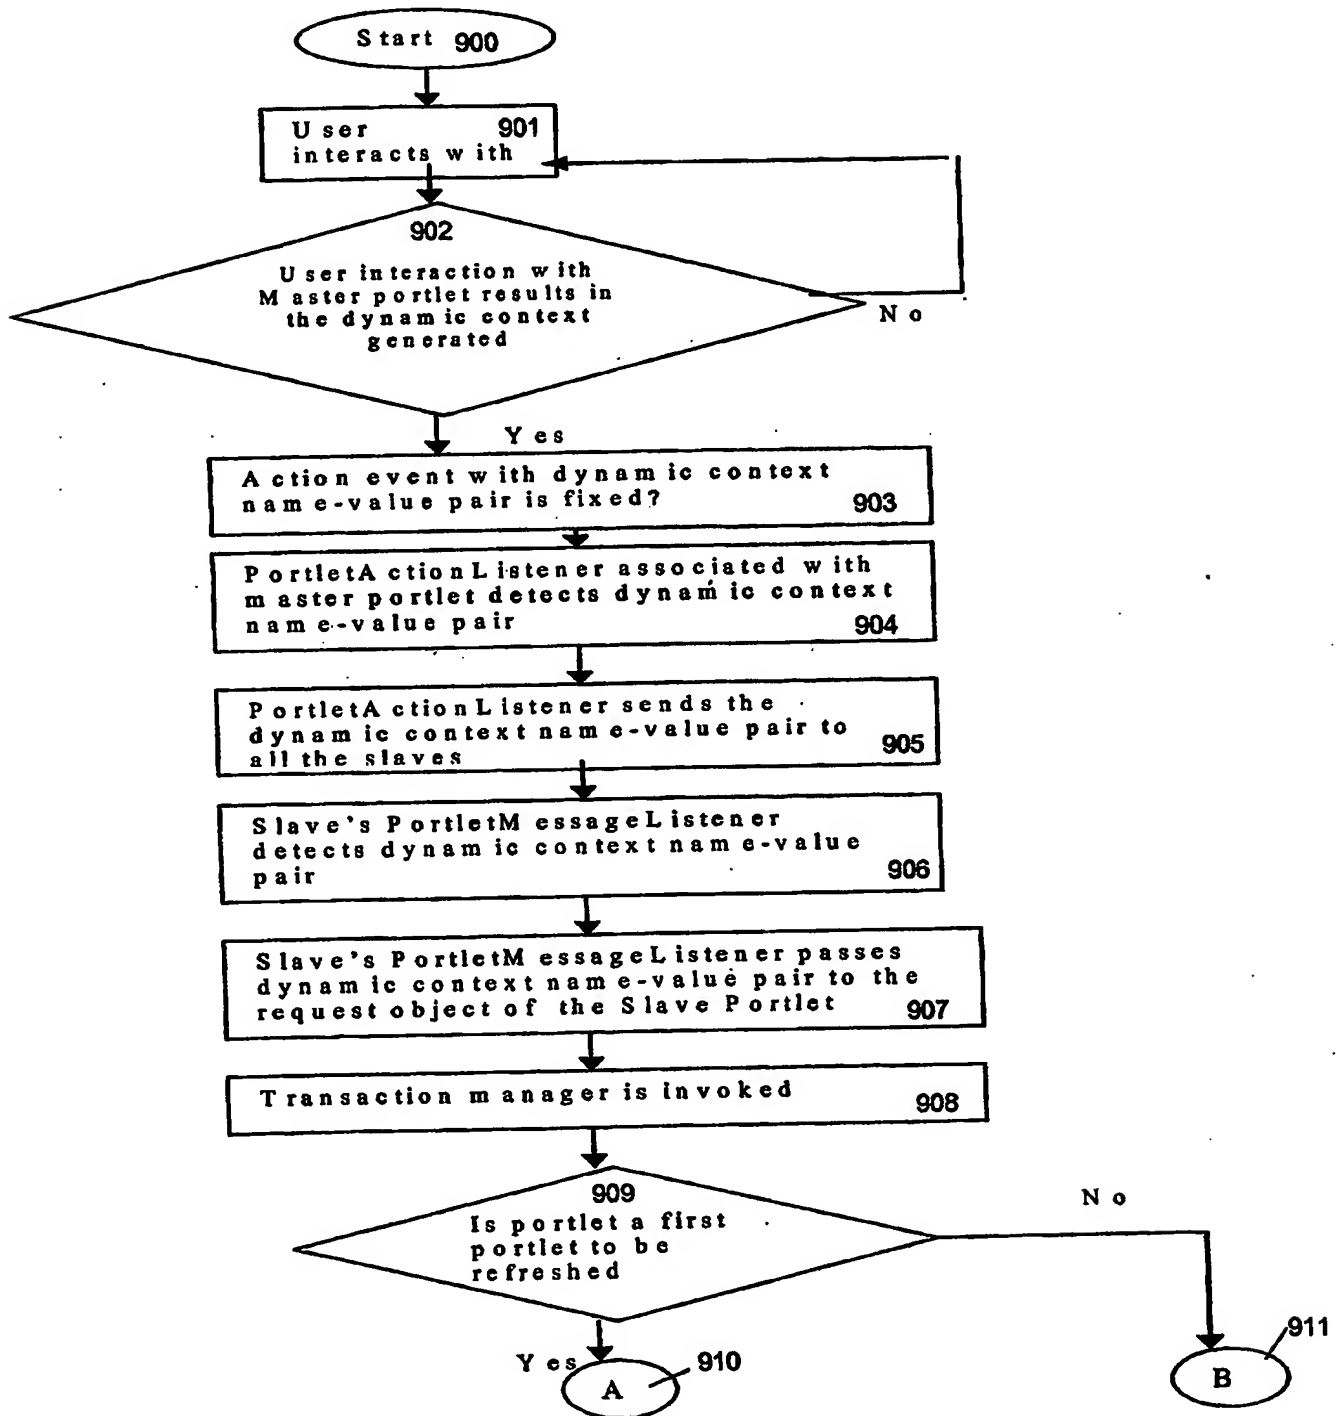 Start 900
User 901
interacts with
902
User interaction with
Master portlet results in
the dynamic context
generated
No
Yes
Action event with dynamic context
name-value pair is fixed? 903
PortletActionListener associated with
master portlet detects dynamic context
name-value pair 904
PortletActionListener sends the
dynamic context name-value pair to
all the slaves 905
Slave's PortletMessageListener
detects dynamic context name-value
pair 906
Slave's PortletMessageListener passes
dynamic context name-value pair to the
request object of the Slave Portlet 907
Transaction manager is invoked 908
909
Is portlet a first
portlet to be
refreshed
No
Yes
A 910
B 911